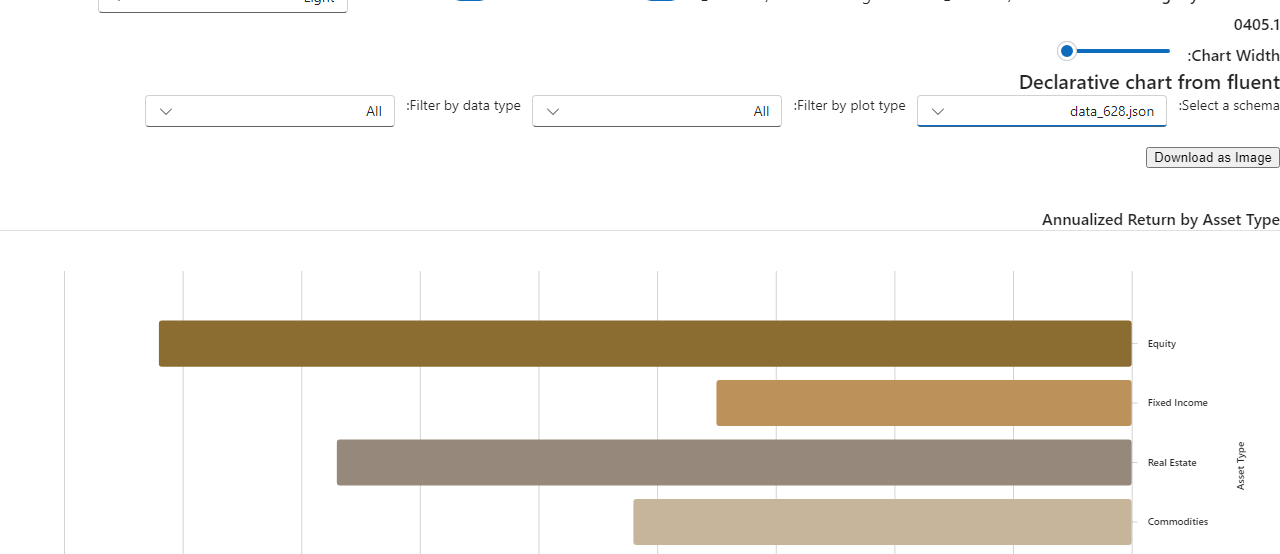 Light
0405.1
:Chart Width
Declarative chart from fluent
:Select a schema data_628.json :Filter by plot type All :Filter by data type All
Download as Image
Annualized Return by Asset Type
Equity
Fixed Income
Real Estate
Commodities
Asset Type